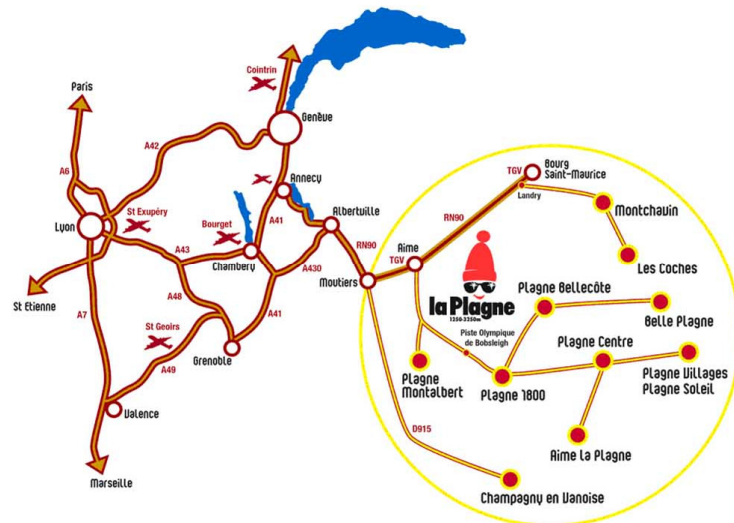 Cointrin
Paris
Genève
A42
A6
Annecy
TGV
Bourg
Saint-Maurice
Landry
Montchavin
St Exupéry
Lyon
Bourget
A41
Albertville
RN90
A43
Chambery
RN90
Aime
TGV
Les Coches
A430
Moutiers
St Etienne
A48
A7
A41
la Plagne
1250-3250m
Plagne Bellecôte
Belle Plagne
St Geoirs
Piste Olympique
de Bobsleigh
Plagne Centre
Grenoble
A49
Plagne
Montalbert
Plagne 1800
Plagne Villages
Plagne Soleil
Valence
D915
Aime la Plagne
Marseille
Champagny en Vanoise